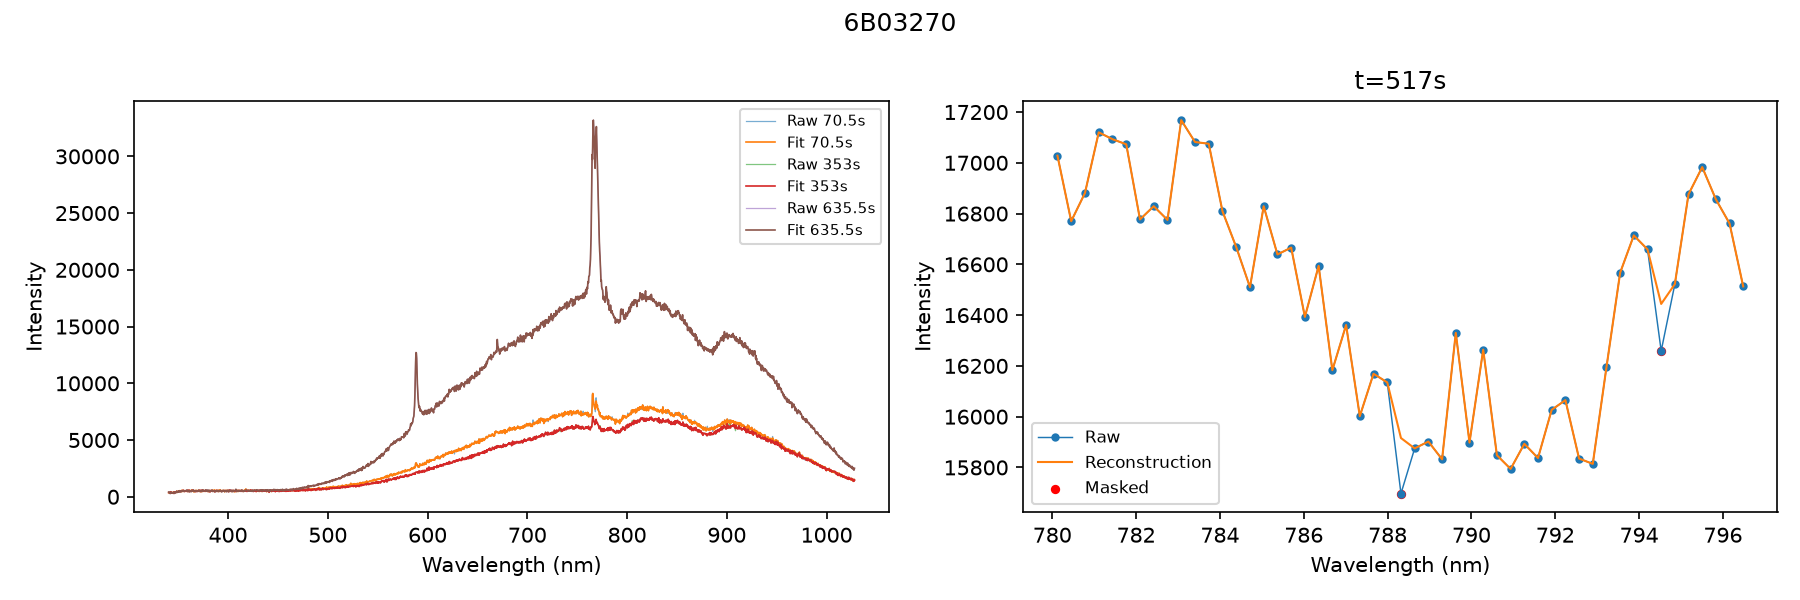 6B03270
Raw 70.5s
Fit 70.5s
Raw 353s
Fit 353s
Raw 635.5s
Fit 635.5s
Intensity
30000
25000
20000
15000
10000
5000
0
400 500 600 700 800 900 1000
Wavelength (nm)
t=517s
Intensity
17200
17000
16800
16600
16400
16200
16000
15800
Raw
Reconstruction
Masked
780 782 784 786 788 790 792 794 796
Wavelength (nm)